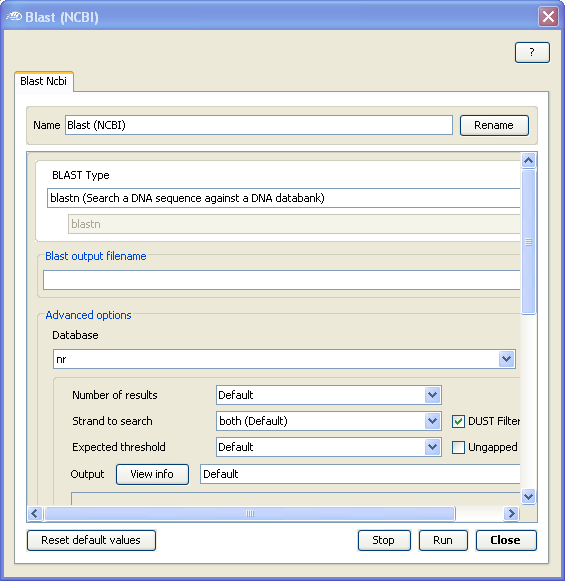 Blast (NCBI)
?
Blast Ncbi
Name Blast (NCBI) Rename
BLAST Type
blastn (Search a DNA sequence against a DNA databank)
blastn
Blast output filename
Advanced options
Database
nr
Number of results Default
Strand to search both (Default) DUST Filter
Expected threshold Default Ungapped
Output View info Default
Reset default values Stop Run Close